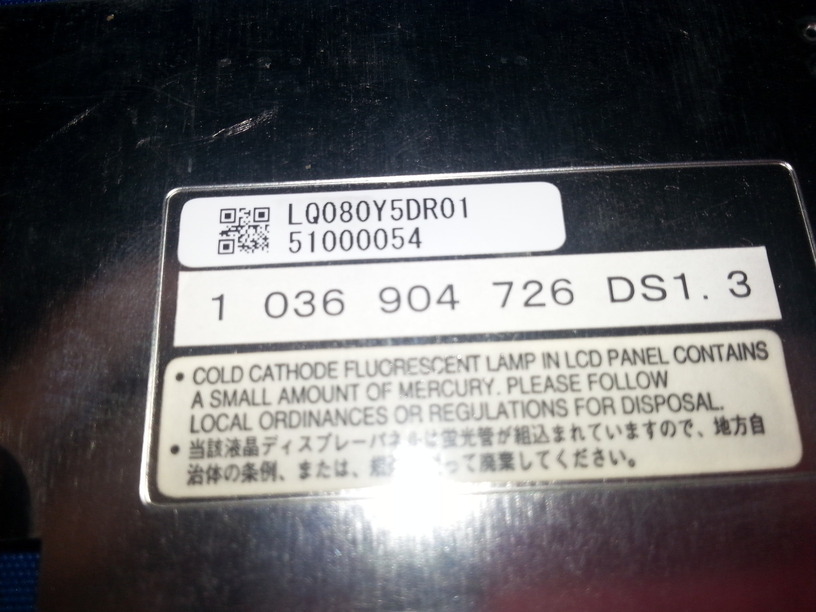 LQ080Y5DR01
51000054
1 036 904 726 DS1.3
• COLD CATHODE FLUORESCENT LAMP IN LCD PANEL CONTAINS
A SMALL AMOUNT OF MERCURY. PLEASE FOLLOW
LOCAL ORDINANCES OR REGULATIONS FOR DISPOSAL.
• 当該液晶ディスプレーパネルは蛍光管が組込まれていますので、地方自
治体の条例、または、って廃棄してください。